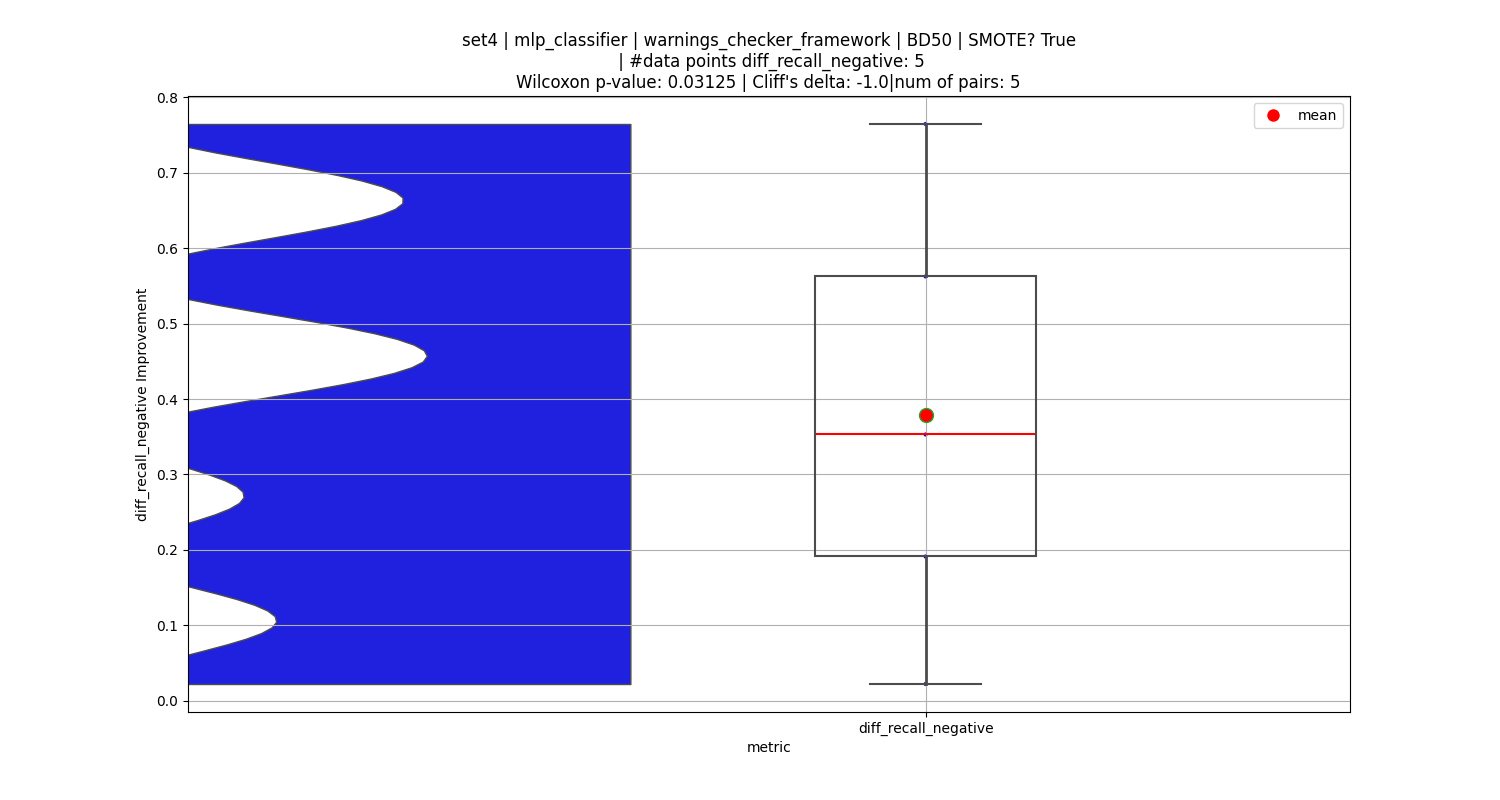 set4 | mlp_classifier | warnings_checker_framework | BD50 | SMOTE? True
| #data points diff_recall_negative: 5
Wilcoxon p-value: 0.03125 | Cliff's delta: -1.0|num of pairs: 5
mean
0.8
0.7
0.6
0.5
0.4
0.3
0.2
0.1
0.0
diff_recall_negative Improvement
diff_recall_negative
metric